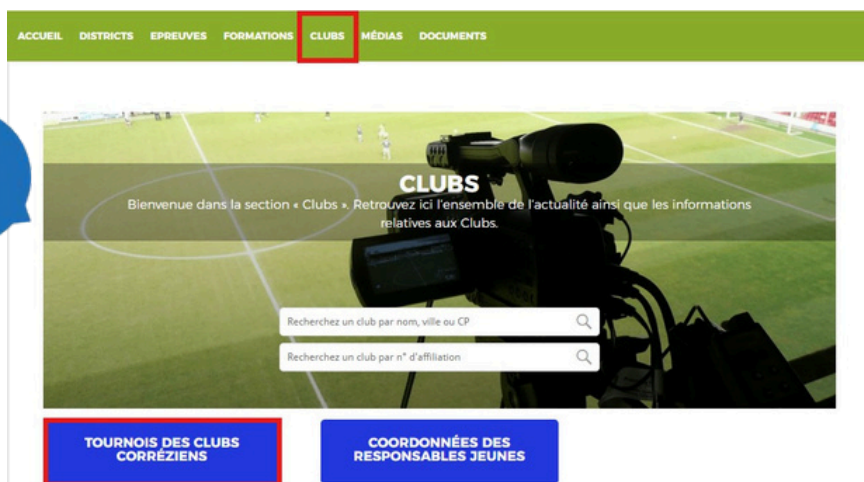 ACCUEIL DISTRICTS EPREUVES FORMATIONS CLUBS MÉDIAS DOCUMENTS
CLUBS
Bienvenue dans la section « Clubs ». Retrouvez ici l'ensemble de l'actualité ainsi que les informations
relatives aux Clubs.
Recherchez un club par nom, ville ou CP
Recherchez un club par n° d'affiliation
TOURNOIS DES CLUBS
CORRÉZIENS
COORDONNÉES DES
RESPONSABLES JEUNES